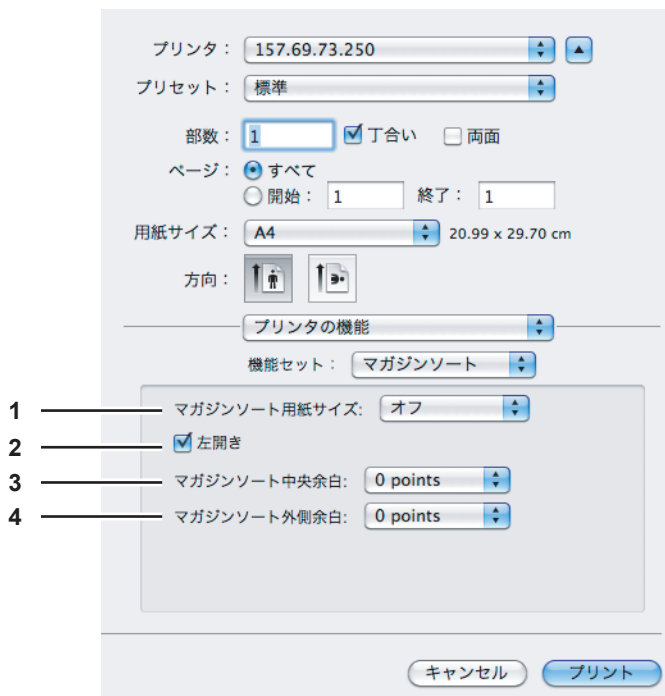 プリンタ： 157.69.73.250
プリセット： 標準
部数： 1 丁合い 両面
ページ： すべて
開始： 1 終了： 1
用紙サイズ： A4 20.99 x 29.70 cm
方向：
プリンタの機能
機能セット： マガジンソート
1 マガジンソート用紙サイズ: オフ
2 左開き
3 マガジンソート中央余白: 0 points
4 マガジンソート外側余白: 0 points
キャンセル プリント